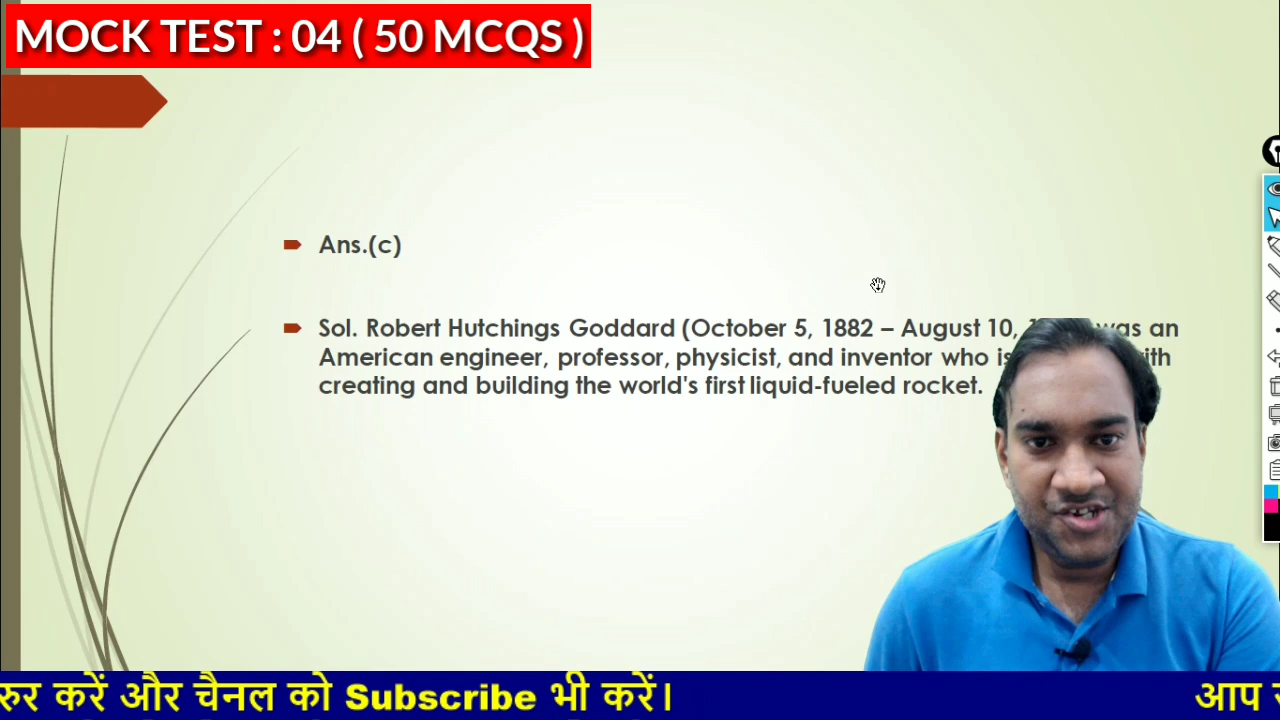 MOCK TEST : 04 ( 50 MCQS )
Ans.(c)
Sol. Robert Hutchings Goddard (October 5, 1882 – August 10, was an
American engineer, professor, physicist, and inventor who is
creating and building the world's first liquid-fueled rocket.
करें और चैनल को Subscribe भी करें।
आप